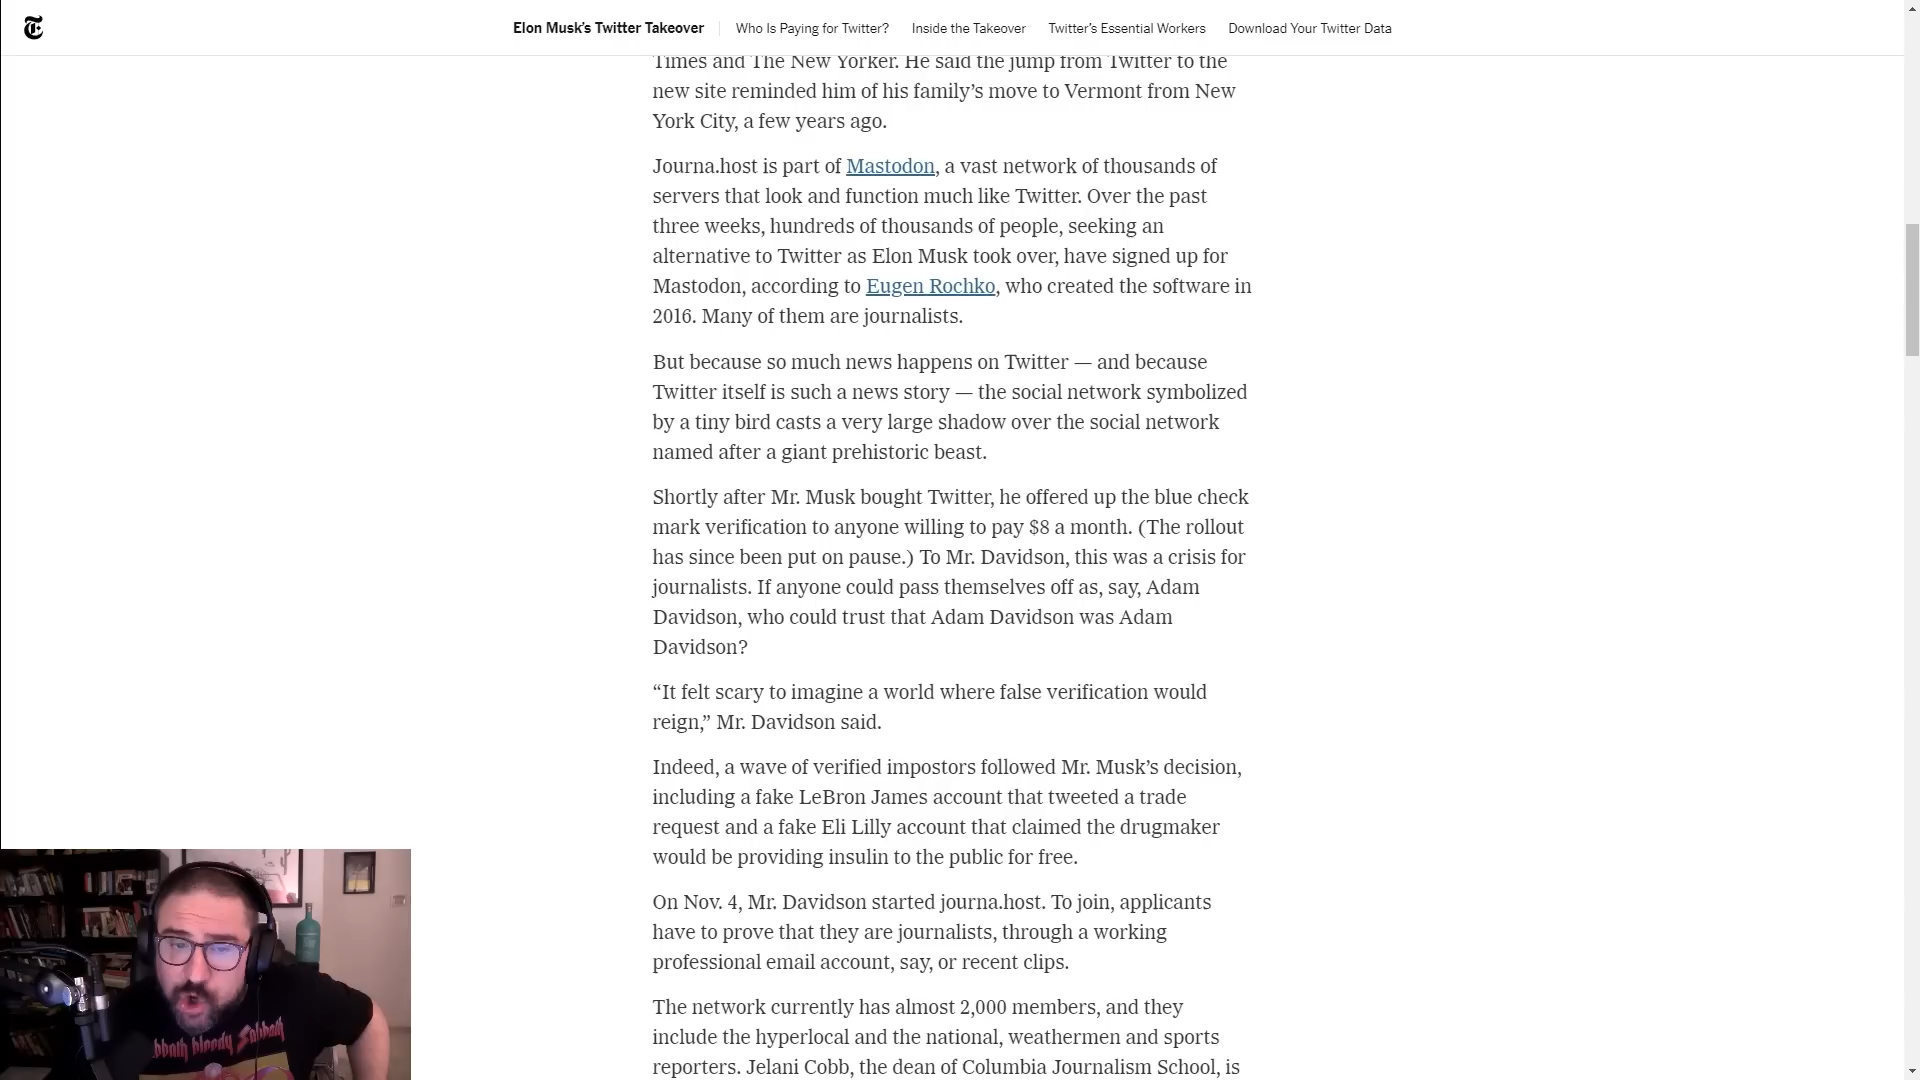 T
Elon Musk’s Twitter Takeover
Who Is Paying for Twitter?
Inside the Takeover
Twitter’s Essential Workers
Download Your Twitter Data
Times and The New Yorker. He said the jump from Twitter to the
new site reminded him of his family’s move to Vermont from New
York City, a few years ago.
Journa.host is part of Mastodon, a vast network of thousands of
servers that look and function much like Twitter. Over the past
three weeks, hundreds of thousands of people, seeking an
alternative to Twitter as Elon Musk took over, have signed up for
Mastodon, according to Eugen Rochko, who created the software in
2016. Many of them are journalists.
But because so much news happens on Twitter — and because
Twitter itself is such a news story — the social network symbolized
by a tiny bird casts a very large shadow over the social network
named after a giant prehistoric beast.
Shortly after Mr. Musk bought Twitter, he offered up the blue check
mark verification to anyone willing to pay $8 a month. (The rollout
has since been put on pause.) To Mr. Davidson, this was a crisis for
journalists. If anyone could pass themselves off as, say, Adam
Davidson, who could trust that Adam Davidson was Adam
Davidson?
“It felt scary to imagine a world where false verification would
reign,” Mr. Davidson said.
Indeed, a wave of verified impostors followed Mr. Musk’s decision,
including a fake LeBron James account that tweeted a trade
request and a fake Eli Lilly account that claimed the drugmaker
would be providing insulin to the public for free.
On Nov. 4, Mr. Davidson started journa.host. To join, applicants
have to prove that they are journalists, through a working
professional email account, say, or recent clips.
The network currently has almost 2,000 members, and they
include the hyperlocal and the national, weathermen and sports
reporters. Jelani Cobb, the dean of Columbia Journalism School, is
bbath bloody Sabbath